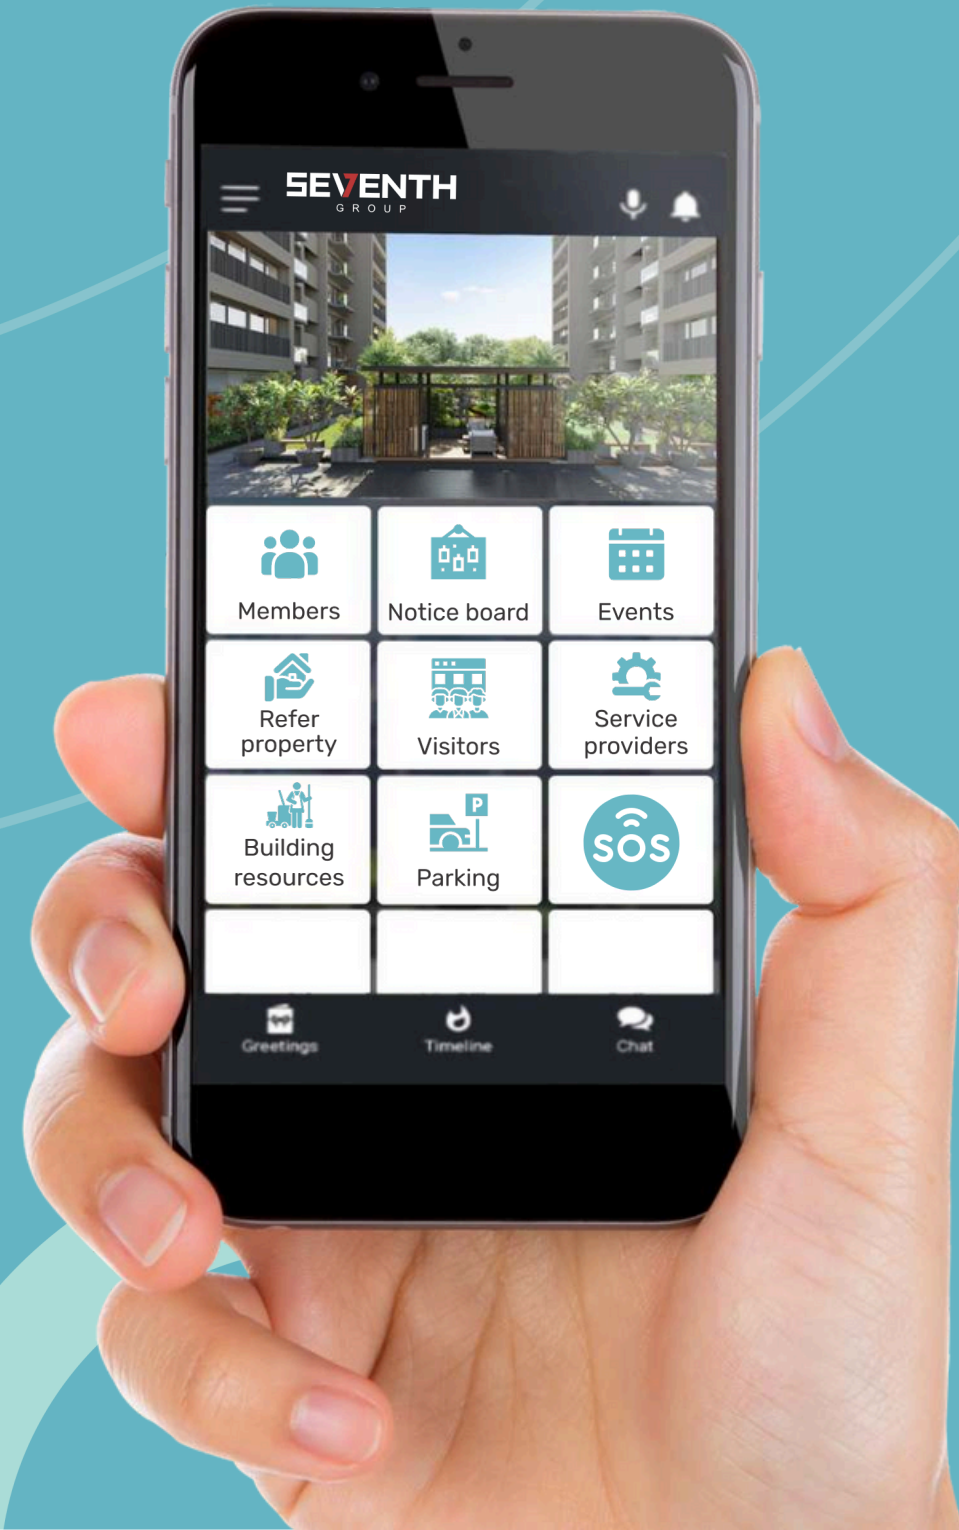 SEVENTH
GROUP
Members
Notice board
Events
Refer
property
Visitors
Service
providers
Building
resources
P
Parking
SOS
Greetings
Timeline
Chat